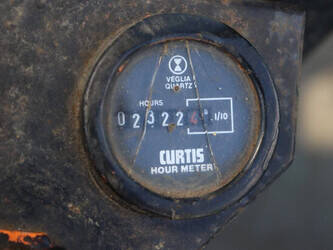 VEGLIA
QUARTZ
HOURS
02322 1/10
CURTIS
HOUR METER